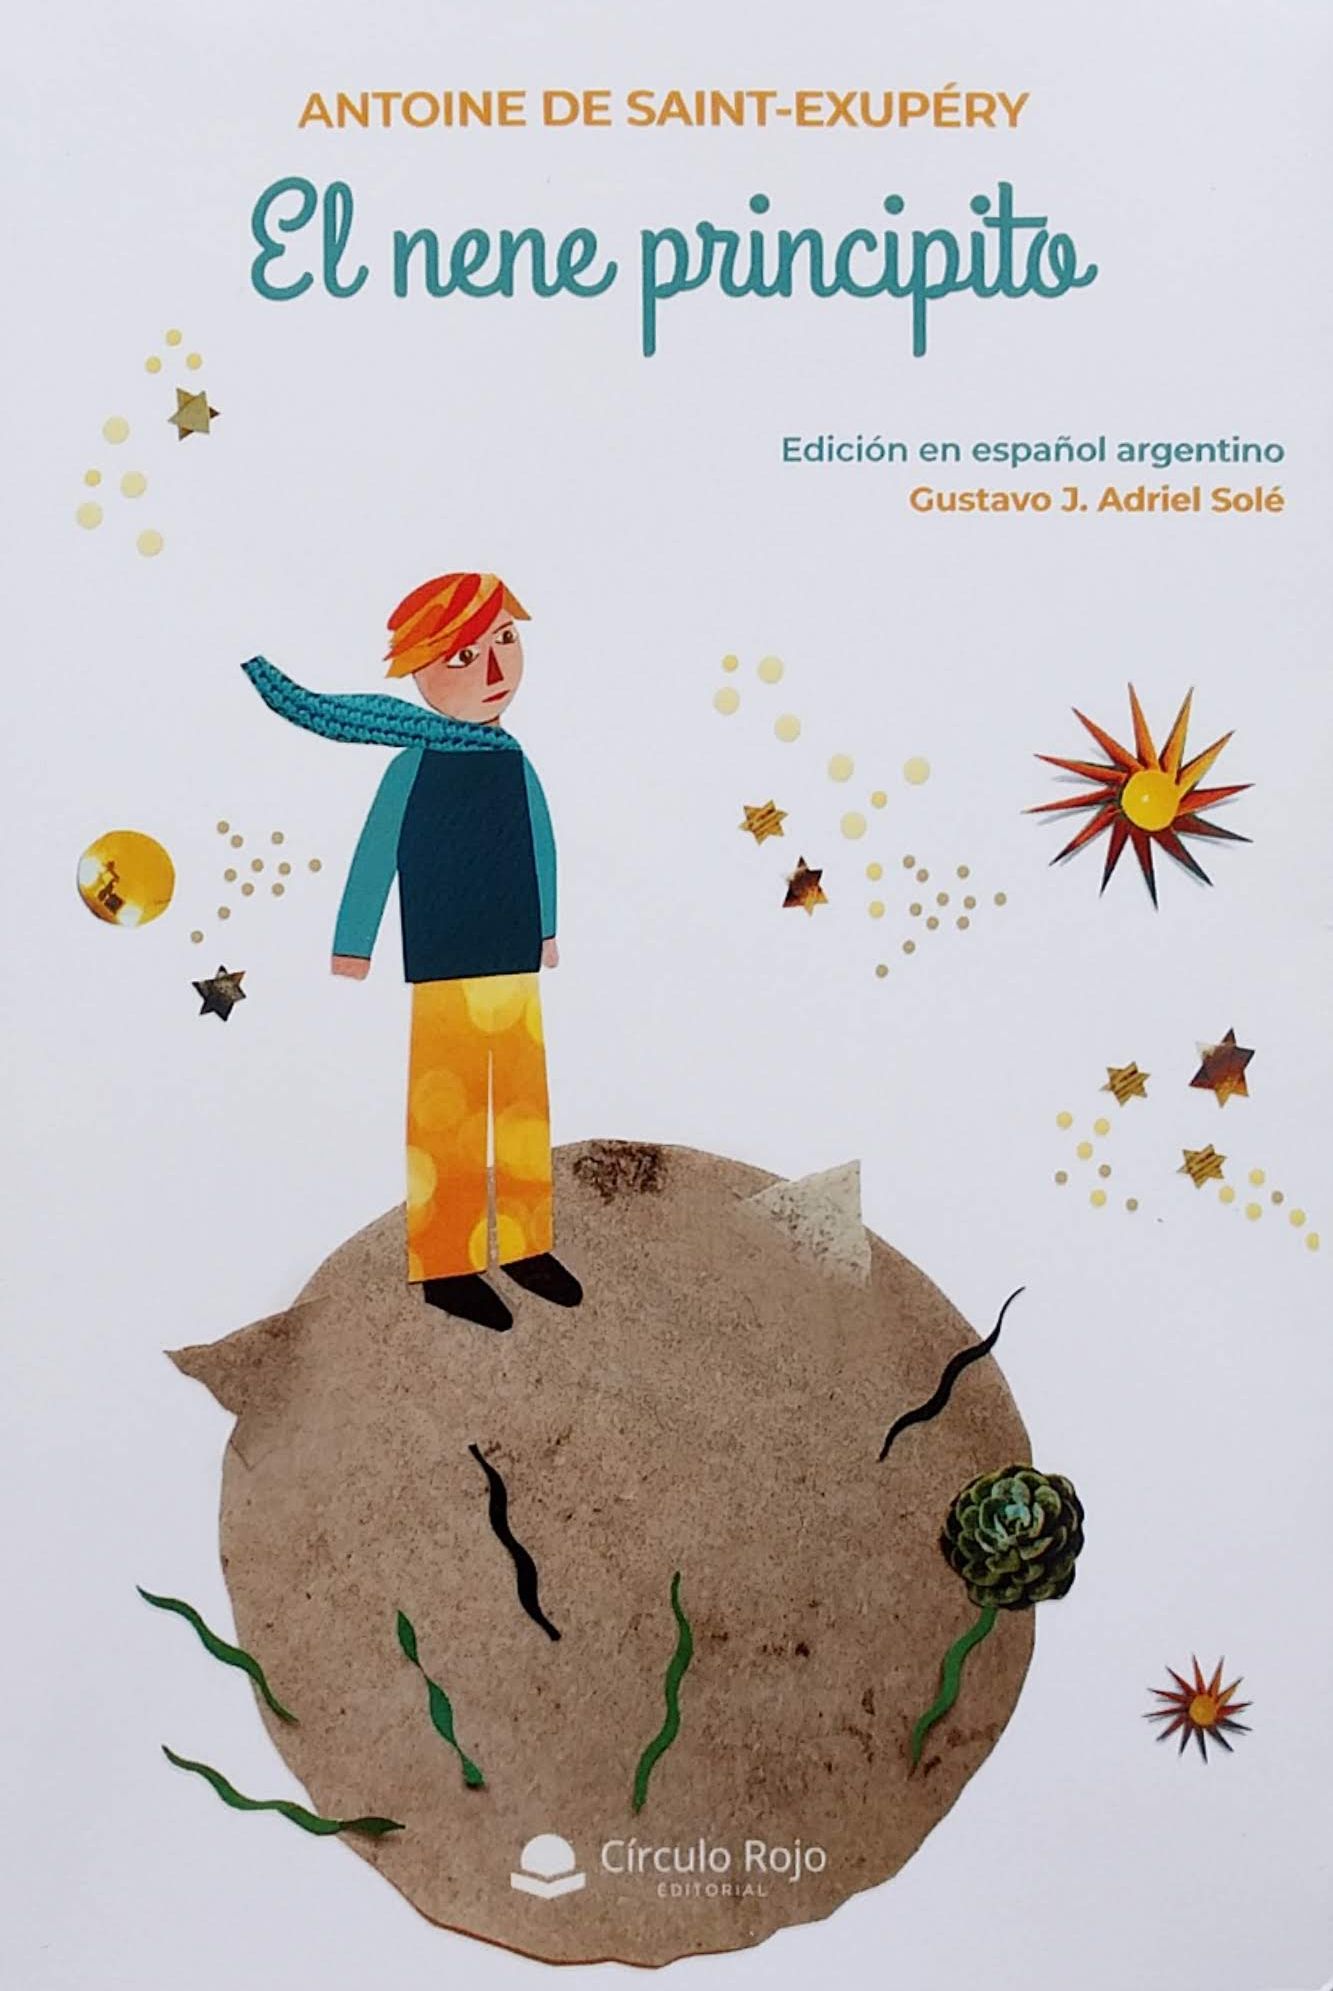 ANTOINE DE SAINT-EXUPÉRY
El nene principito
Edición en español argentino
Gustavo J. Adriel Solé
Círculo Rojo
EDITORIAL